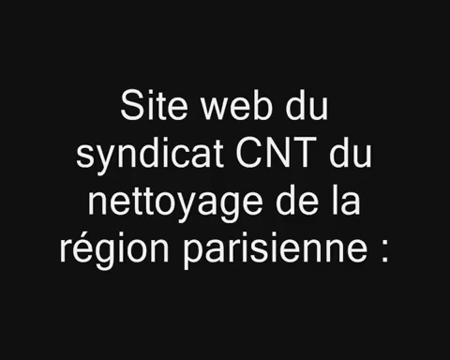 Site web du
syndicat CNT du
nettoyage de la
région parisienne :